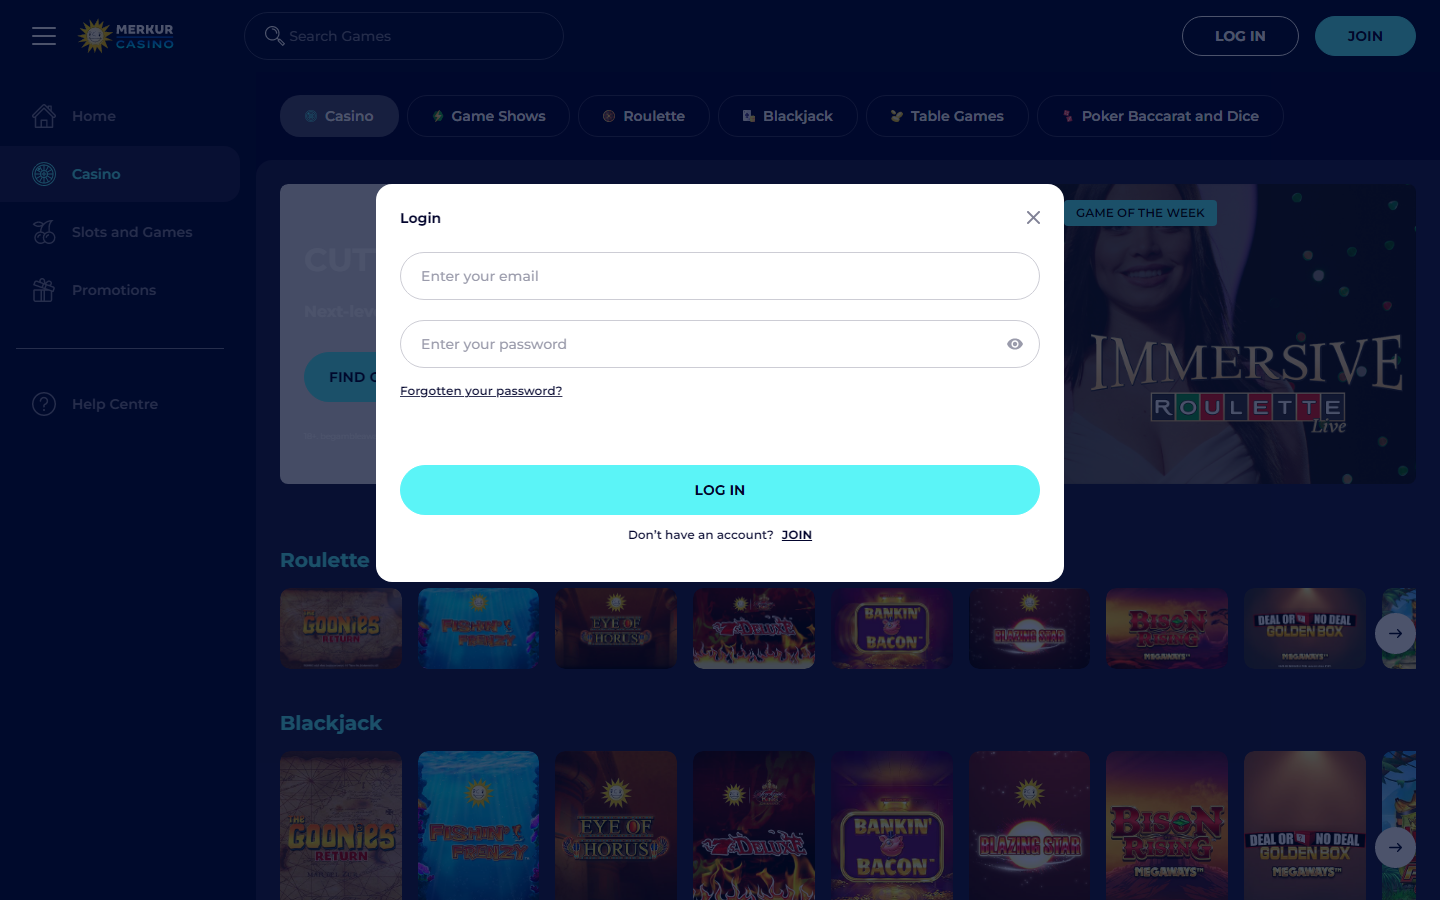 MERKUR
CASINO
Search Games
LOG IN
JOIN
Home
Casino
Slots and Games
Promotions
Help Centre
Casino
Game Shows
Roulette
Blackjack
Table Games
Poker Baccarat and Dice
Login
Enter your email
Enter your password
Forgotten your password?
LOG IN
Don't have an account? JOIN
GAME OF THE WEEK
IMMERSIVE
ROULETTE
Live
Roulette
THE
GOONIES
RETURN
FISHIN' FRENZY
EYE OF
HORUS
7's DELUXE
BANKIN'
BACON
BLAZING STAR
BISON
RISING
MEGAWAYS
DEAL OR NO DEAL
GOLDEN BOX
MEGAWAYS
Blackjack
THE
GOONIES
RETURN
FISHIN'
FRENZY
EYE OF
HORUS
7's DELUXE
BANKIN'
BACON
BLAZING STAR
BISON
RISING
MEGAWAYS
DEAL OR NO DEAL
GOLDEN BOX
MEGAWAYS